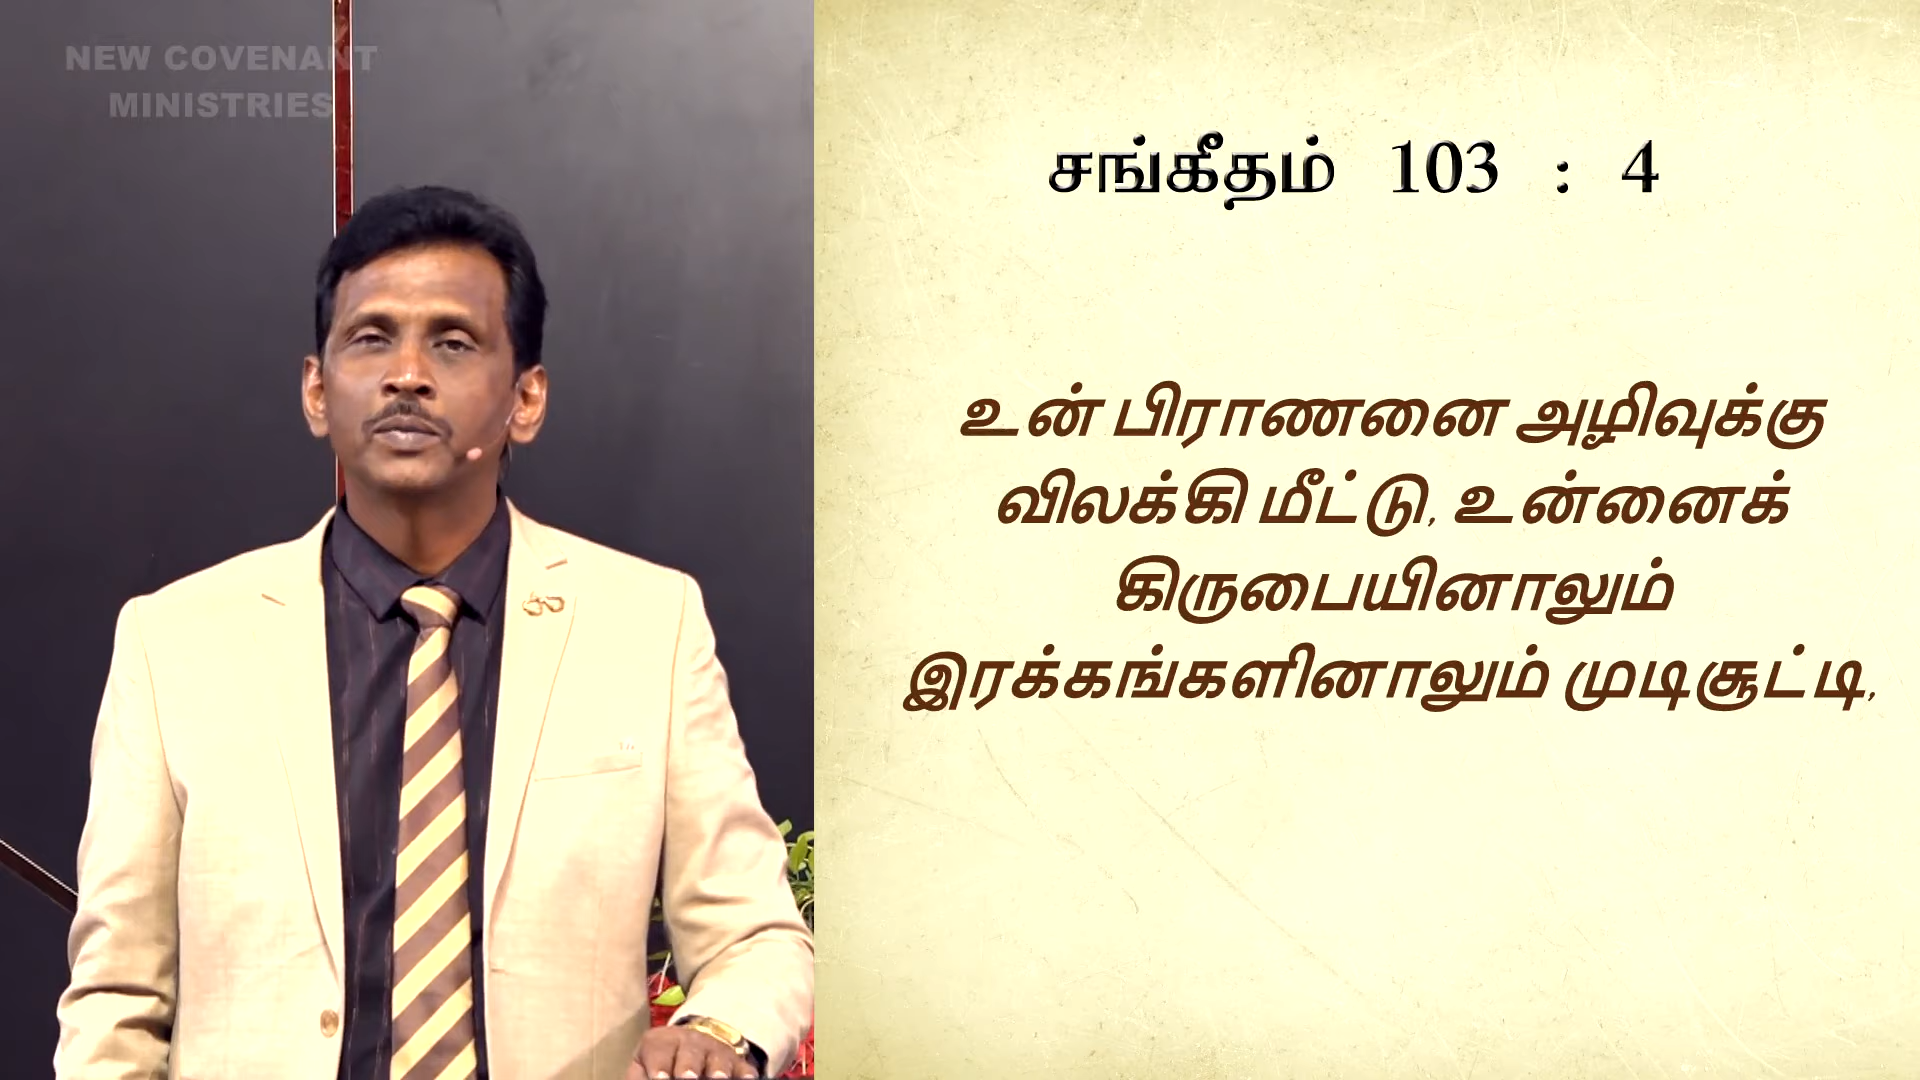 NEW COVENANT
MINISTRIES
சங்கீதம் 103 : 4
உன் பிராணனை அழிவுக்கு
விலக்கி மீட்டு, உன்னைக்
கிருபையினாலும்
இரக்கங்களினாலும் முடிசூட்டி,